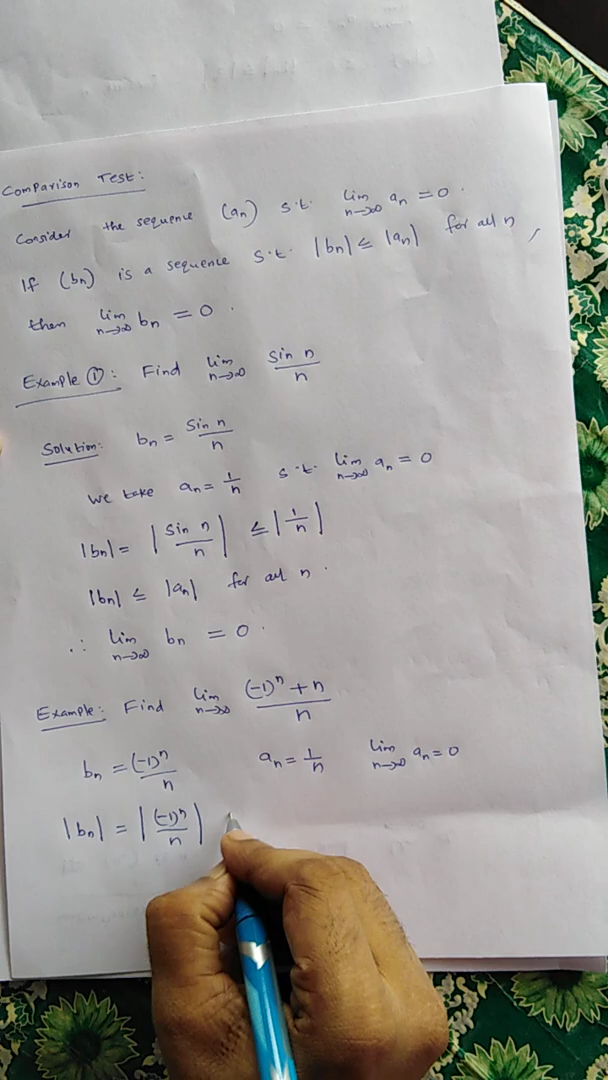 Comparison Test:
Consider the sequence (an) s.t. lim n→∞ an = 0.
If (bn) is a sequence s.t. |bn| ≤ |an| for all n,
then lim n→∞ bn = 0.
Example ①: Find lim n→∞ Sin n / n
Solution: bn = Sin n / n
We take an = 1/n s.t. lim n→∞ an = 0
|bn| = |Sin n / n| ≤ |1/n|
|bn| ≤ |an| for all n.
∴ lim n→∞ bn = 0.
Example: Find lim n→∞ (-1)ⁿ + n / n
bn = (-1)ⁿ / n an = 1/n lim n→∞ an = 0
|bn| = |(-1)ⁿ / n|